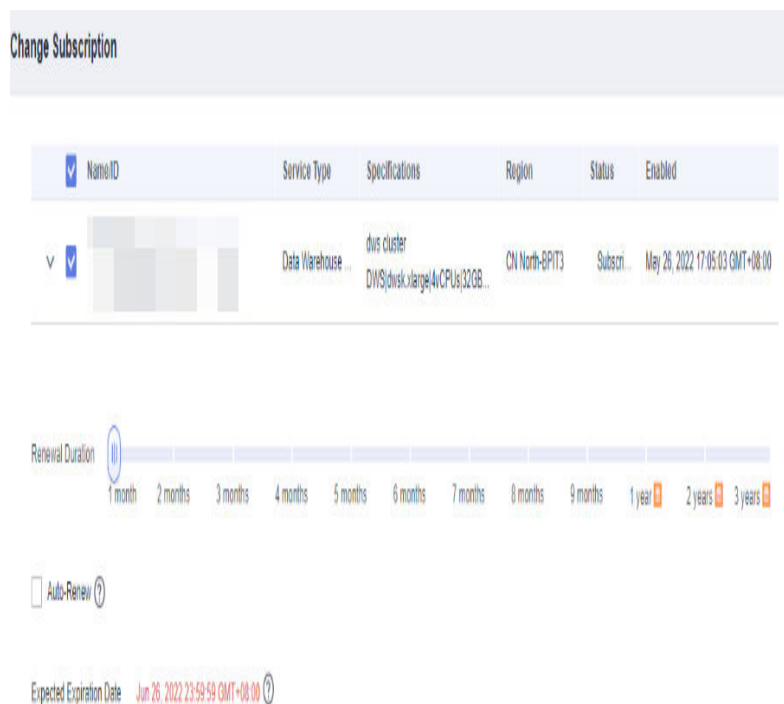 Change Subscription
Name/ID Service Type Specifications Region Status Enabled
Data Warehouse ... dws cluster CN North-BPIT3 Subscri... May 26, 2022 17:05:03 GMT+08:00
DWS|dwsk.xlarge|4vCPUs|32GB...
Renewal Duration
1 month 2 months 3 months 4 months 5 months 6 months 7 months 8 months 9 months 1 year 2 years 3 years
Auto-Renew ?
Expected Expiration Date Jun 26, 2022 23:59:59 GMT+08:00 ?